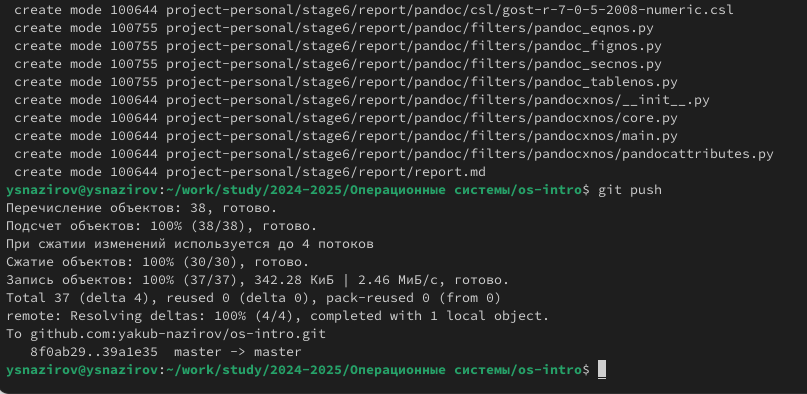 create mode 100644 project-personal/stage6/report/pandoc/csl/gost-r-7-0-5-2008-numeric.csl
create mode 100755 project-personal/stage6/report/pandoc/filters/pandoc_eqnos.py
create mode 100755 project-personal/stage6/report/pandoc/filters/pandoc_fignos.py
create mode 100755 project-personal/stage6/report/pandoc/filters/pandoc_secnos.py
create mode 100755 project-personal/stage6/report/pandoc/filters/pandoc_tablenos.py
create mode 100644 project-personal/stage6/report/pandoc/filters/pandocxnos/__init__.py
create mode 100644 project-personal/stage6/report/pandoc/filters/pandocxnos/core.py
create mode 100644 project-personal/stage6/report/pandoc/filters/pandocxnos/main.py
create mode 100644 project-personal/stage6/report/pandoc/filters/pandocxnos/pandocattributes.py
create mode 100644 project-personal/stage6/report/report.md
ysnazirov@ysnazirov:~/work/study/2024-2025/Операционные системы/os-intro$ git push
Перечисление объектов: 38, готово.
Подсчет объектов: 100% (38/38), готово.
При сжатии изменений используется до 4 потоков
Сжатие объектов: 100% (30/30), готово.
Запись объектов: 100% (37/37), 342.28 КиБ | 2.46 МиБ/с, готово.
Total 37 (delta 4), reused 0 (delta 0), pack-reused 0 (from 0)
remote: Resolving deltas: 100% (4/4), completed with 1 local object.
To github.com:yakub-nazirov/os-intro.git
8f0ab29..39a1e35  master -> master
ysnazirov@ysnazirov:~/work/study/2024-2025/Операционные системы/os-intro$